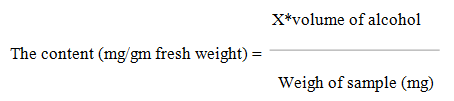 X*volume of alcohol
The content (mg/gm fresh weight) =
Weigh of sample (mg)